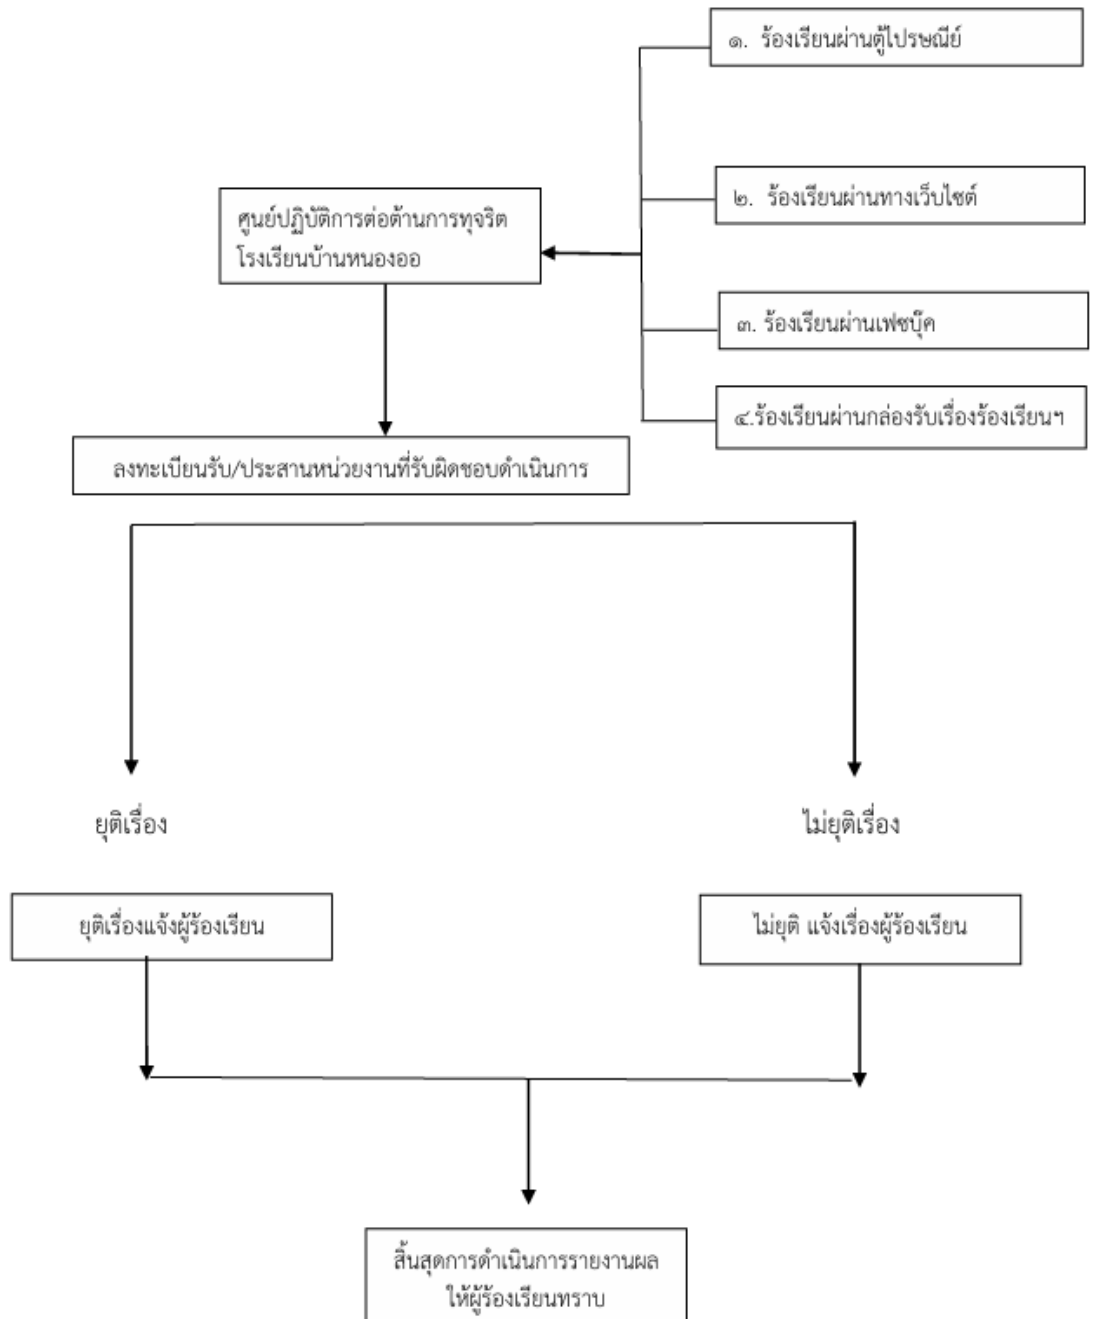 ๑. ร้องเรียนผ่านตู้ไปรษณีย์
๒. ร้องเรียนผ่านทางเว็บไซต์
ศูนย์ปฏิบัติการต่อต้านการทุจริต
โรงเรียนบ้านหนองออ
๓. ร้องเรียนผ่านเฟซบุ๊ค
๔.ร้องเรียนผ่านกล่องรับเรื่องร้องเรียนฯ
ลงทะเบียนรับ/ประสานหน่วยงานที่รับผิดชอบดำเนินการ
ยุติเรื่อง
ไม่ยุติเรื่อง
ยุติเรื่องแจ้งผู้ร้องเรียน
ไม่ยุติ แจ้งเรื่องผู้ร้องเรียน
สิ้นสุดการดำเนินการรายงานผล
ให้ผู้ร้องเรียนทราบ